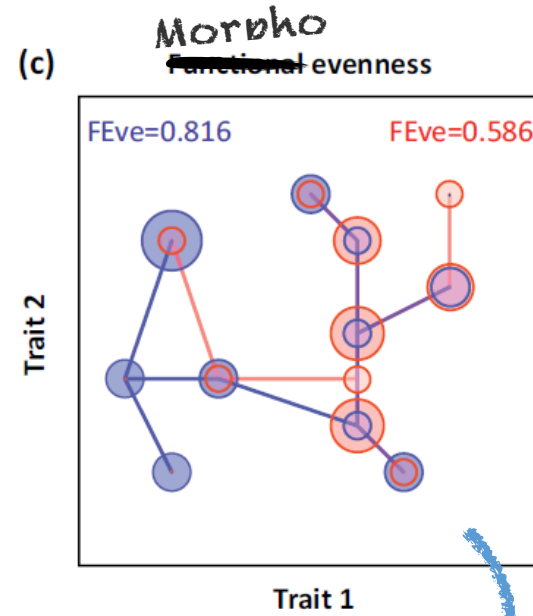 Morpho
(c) Functional evenness
FEve=0.816 FEve=0.586
Trait 2
Trait 1